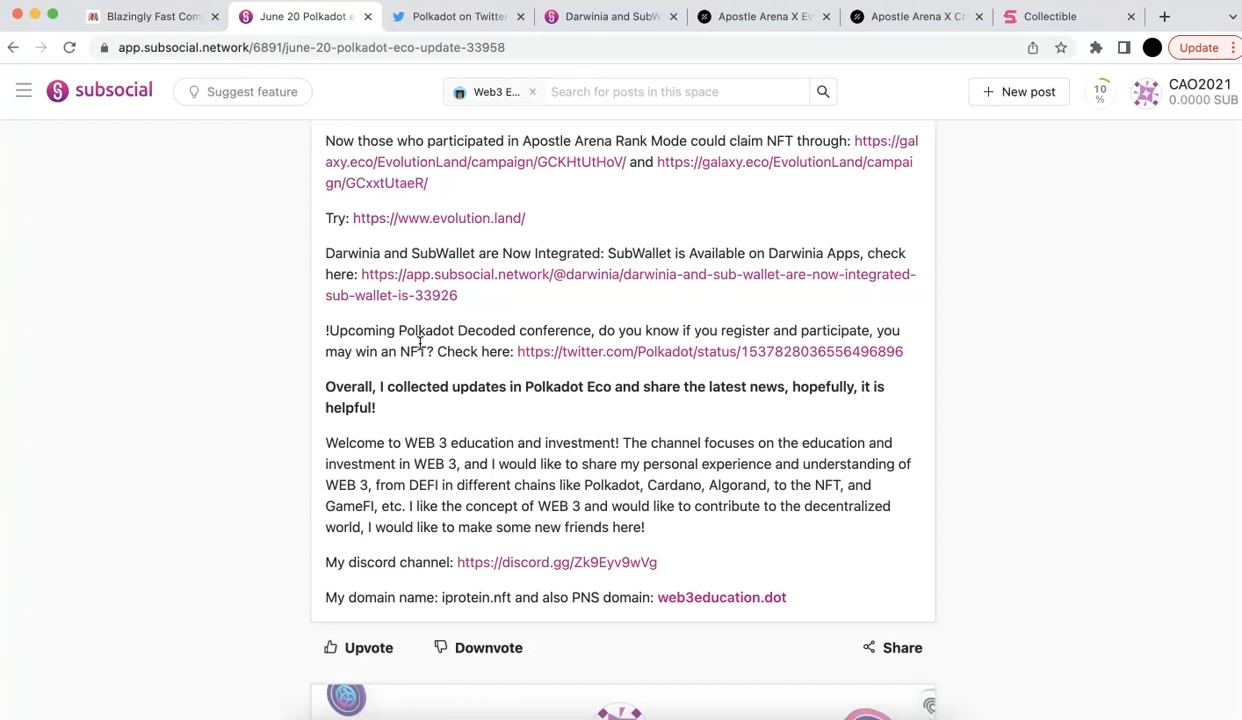 Blazingly Fast Com
June 20 Polkadot e
Polkadot on Twitter
Darwinia and SubW
Apostle Arena X Ev
Apostle Arena X Cr
Collectible
app.subsocial.network/6891/june-20-polkadot-eco-update-33958
Update
subsocial
Suggest feature
Web3 E...
Search for posts in this space
New post
10
%
CAO2021
0.0000 SUB
Now those who participated in Apostle Arena Rank Mode could claim NFT through: https://gal
axy.eco/EvolutionLand/campaign/GCKHtUtHoV/ and https://galaxy.eco/EvolutionLand/campai
gn/GCxxtUtaeR/
Try: https://www.evolution.land/
Darwinia and SubWallet are Now Integrated: SubWallet is Available on Darwinia Apps, check
here: https://app.subsocial.network/@darwinia/darwinia-and-sub-wallet-are-now-integrated-
sub-wallet-is-33926
!Upcoming Polkadot Decoded conference, do you know if you register and participate, you
may win an NFT? Check here: https://twitter.com/Polkadot/status/1537828036556496896
Overall, I collected updates in Polkadot Eco and share the latest news, hopefully, it is
helpful!
Welcome to WEB 3 education and investment! The channel focuses on the education and
investment in WEB 3, and I would like to share my personal experience and understanding of
WEB 3, from DEFI in different chains like Polkadot, Cardano, Algorand, to the NFT, and
GameFI, etc. I like the concept of WEB 3 and would like to contribute to the decentralized
world, I would like to make some new friends here!
My discord channel: https://discord.gg/Zk9Eyv9wVg
My domain name: iprotein.nft and also PNS domain: web3education.dot
Upvote
Downvote
Share